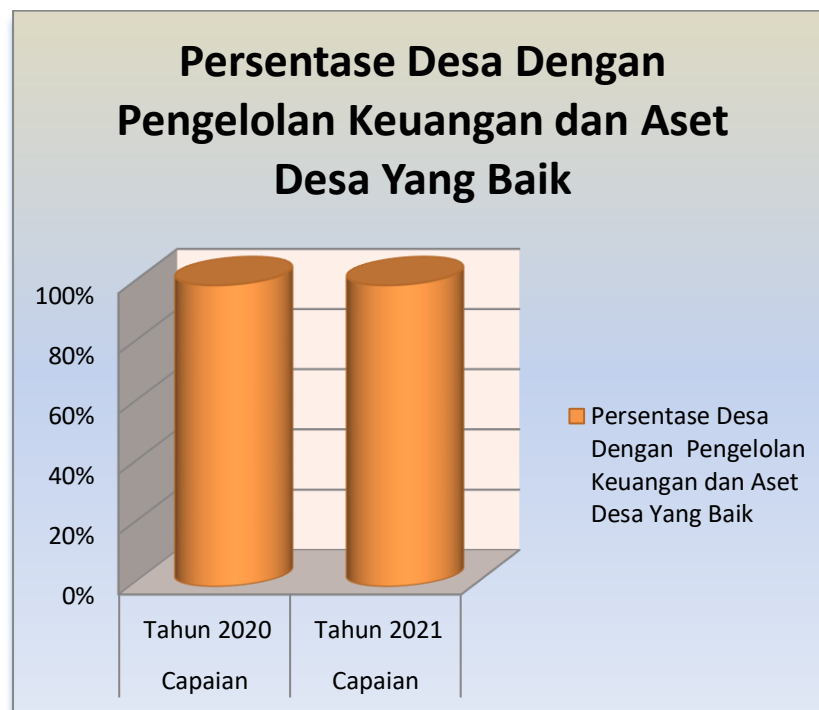 Persentase Desa Dengan
Pengelolan Keuangan dan Aset
Desa Yang Baik
100%
80%
60%
40%
20%
0%
Tahun 2020
Tahun 2021
Capaian
Capaian
Persentase Desa
Dengan Pengelolan
Keuangan dan Aset
Desa Yang Baik